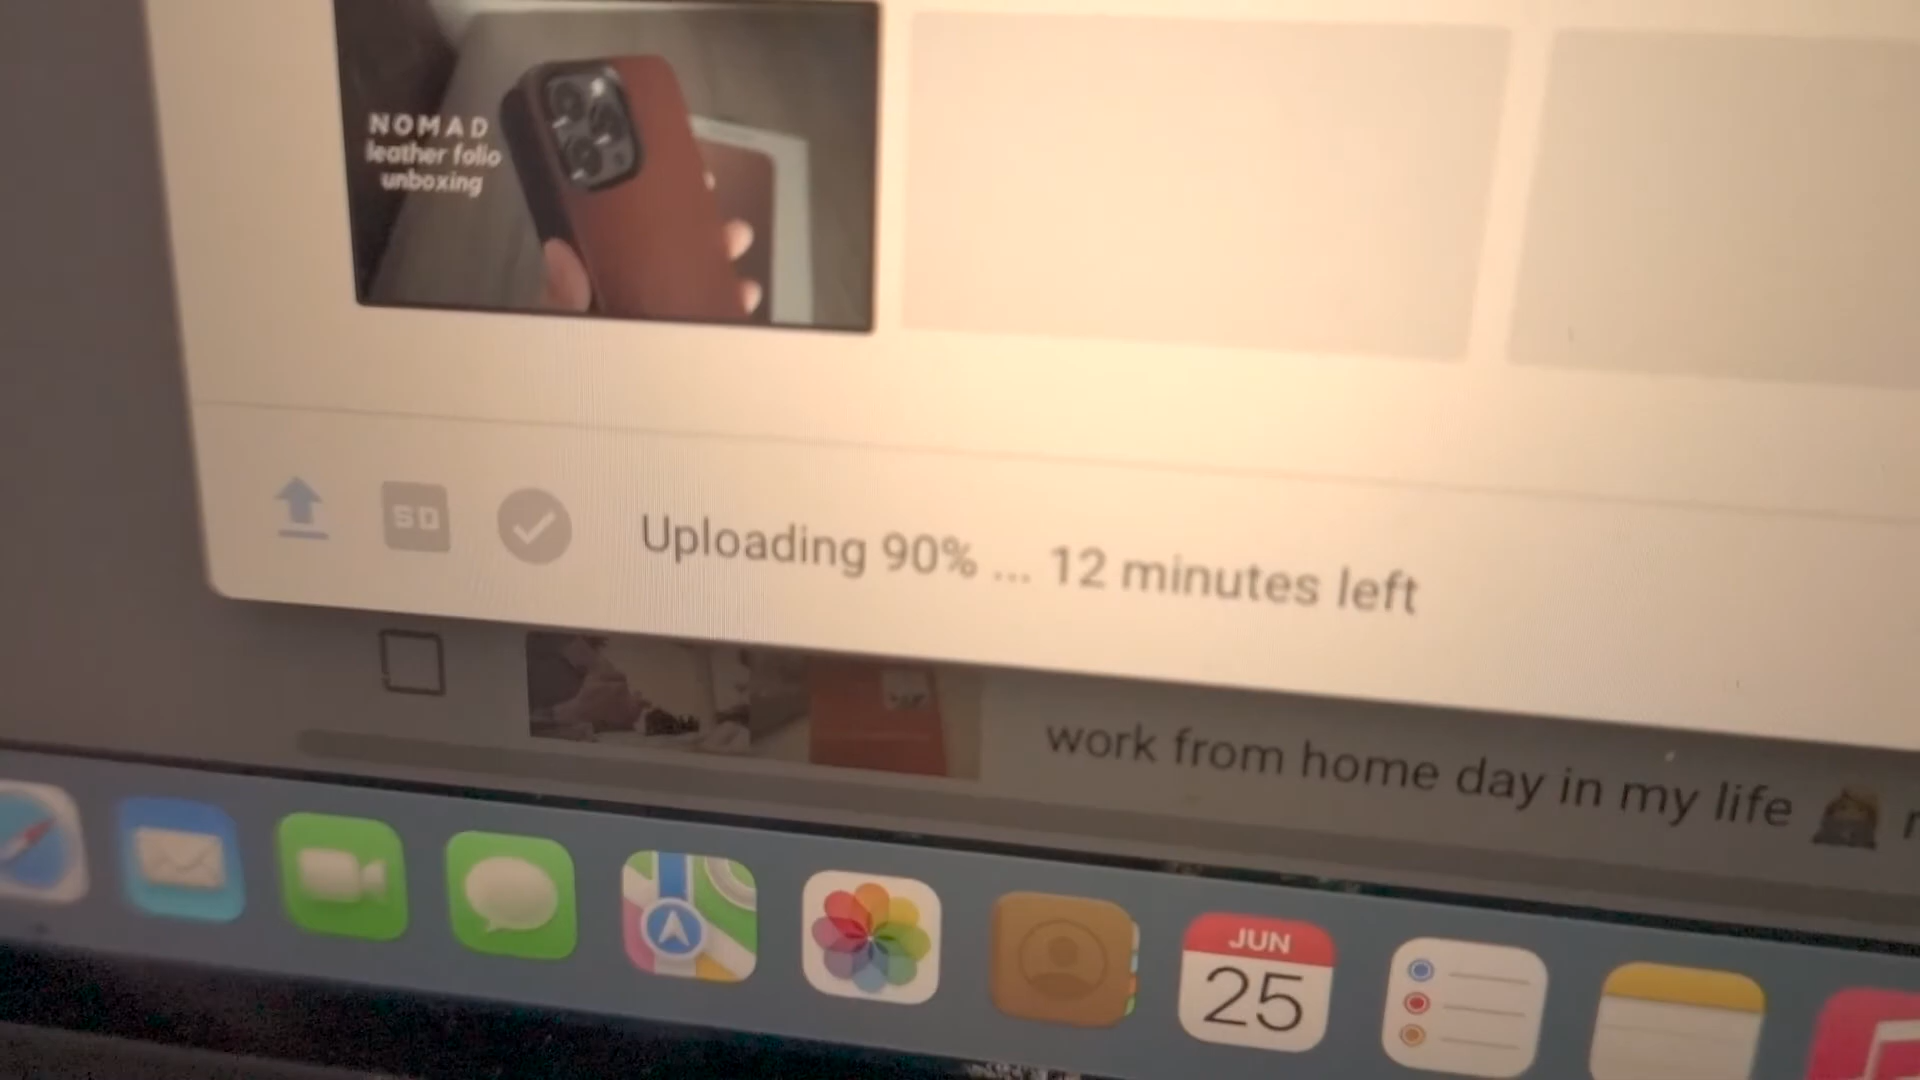 NOMAD
leather folio
unboxing
SD
Uploading 90% ... 12 minutes left
work from home day in my life
JUN
25